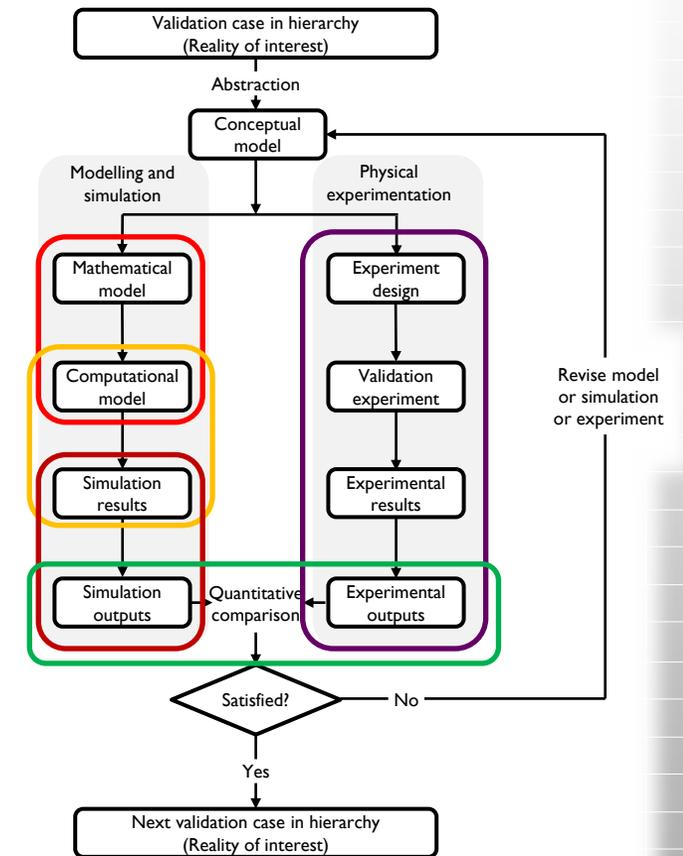 Validation case in hierarchy
(Reality of interest)
Abstraction
Conceptual
model
Modelling and
simulation
Physical
experimentation
Mathematical
model
Experiment
design
Computational
model
Validation
experiment
Revise model
or simulation
or experiment
Simulation
results
Experimental
results
Simulation
outputs
Quantitative
comparison
Experimental
outputs
Satisfied?
No
Yes
Next validation case in hierarchy
(Reality of interest)